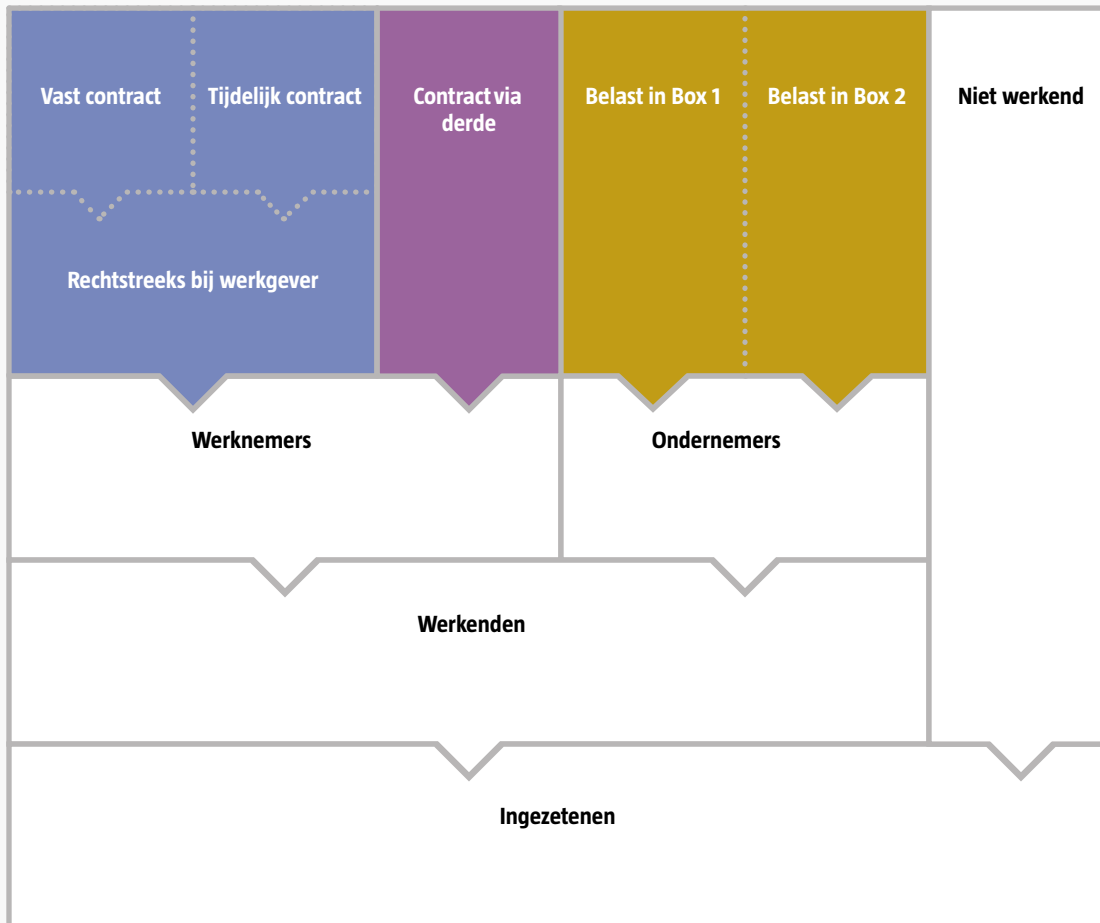 Vast contract
Tijdelijk contract
Contract via
derde
Belast in Box 1
Belast in Box 2
Niet werkend
Rechtstreeks bij werkgever
Werknemers
Ondernemers
Werkenden
Ingezetenen